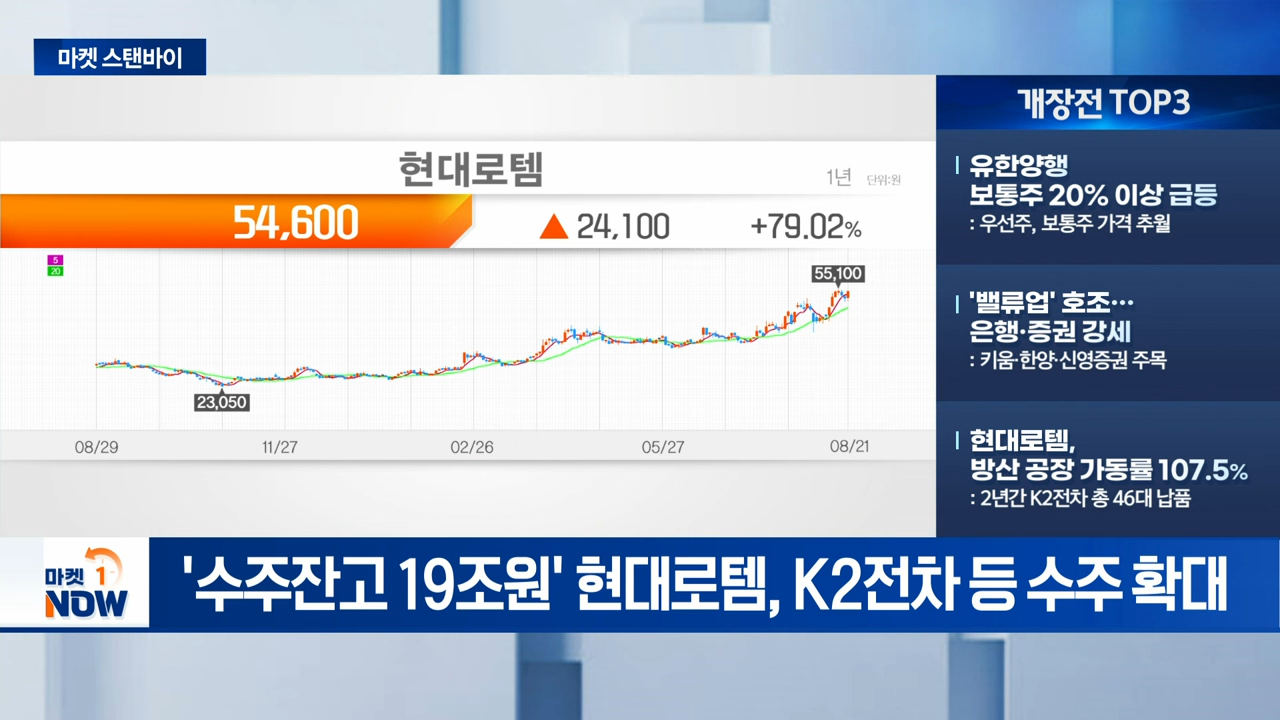 마켓 스탠바이
현대로템
1년 단위:원
54,600 ▲ 24,100 +79.02%
5
20
55,100
23,050
08/29 11/27 02/26 05/27 08/21
개장전 TOP3
유한양행
보통주 20% 이상 급등
: 우선주, 보통주 가격 추월
'밸류업' 호조…
은행·증권 강세
: 키움·한양·신영증권 주목
현대로템,
방산 공장 가동률 107.5%
: 2년간 K2전차 총 46대 납품
마켓 1
NOW
'수주잔고 19조원' 현대로템, K2전차 등 수주 확대